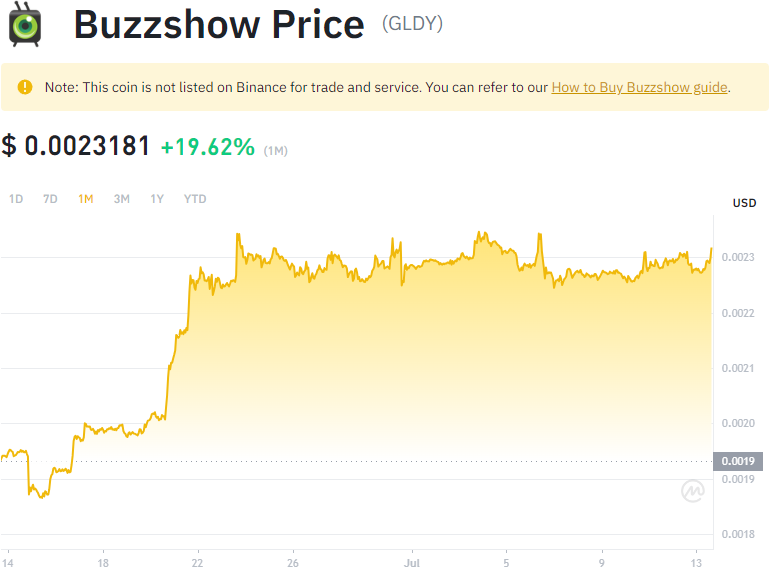 Buzzshow Price (GLDY)
Note: This coin is not listed on Binance for trade and service. You can refer to our How to Buy Buzzshow guide.
$ 0.0023181 +19.62% (1M)
1D 7D 1M 3M 1Y YTD
USD
0.0023
0.0022
0.0021
0.0020
0.0019
0.0019
0.0018
14 18 22 26 Jul 5 9 13